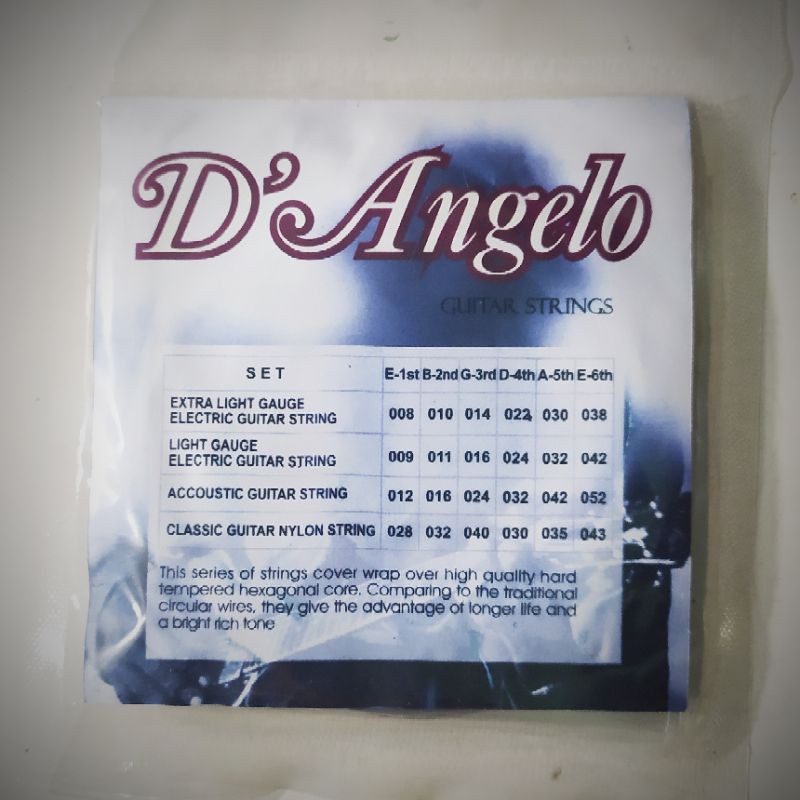 D'Angelo
GUITAR STRINGS
SET E-1st B-2nd G-3rd D-4th A-5th E-6th
EXTRA LIGHT GAUGE
ELECTRIC GUITAR STRING 008 010 014 022 030 038
LIGHT GAUGE
ELECTRIC GUITAR STRING 009 011 016 024 032 042
ACCOUSTIC GUITAR STRING 012 016 024 032 042 052
CLASSIC GUITAR NYLON STRING 028 032 040 030 035 043
This series of strings cover wrap over high quality hard
tempered hexagonal core. Comparing to the traditional
circular wires, they give the advantage of longer life and
a bright rich tone